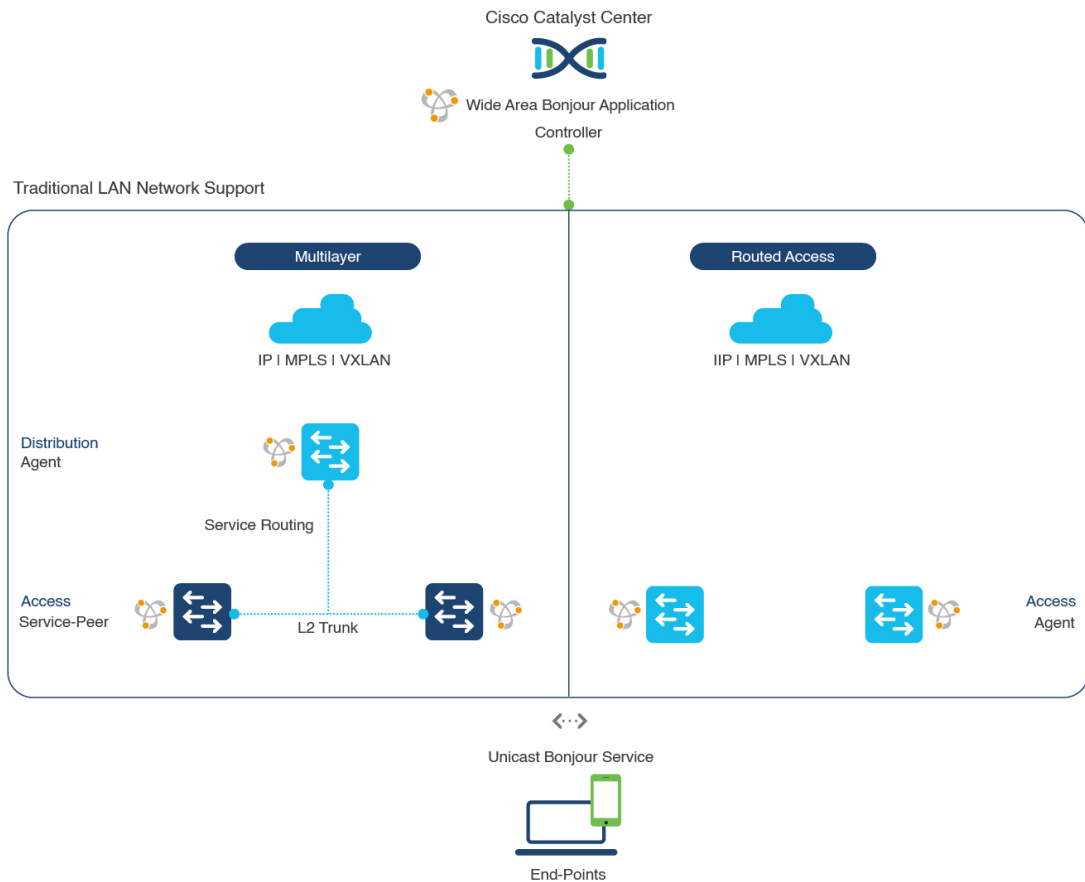 Cisco Catalyst Center
Wide Area Bonjour Application
Controller
Traditional LAN Network Support
Multilayer
Routed Access
IP | MPLS | VXLAN
IIP | MPLS | VXLAN
Distribution
Agent
Service Routing
Access
Service-Peer
L2 Trunk
Access
Agent
Unicast Bonjour Service
End-Points